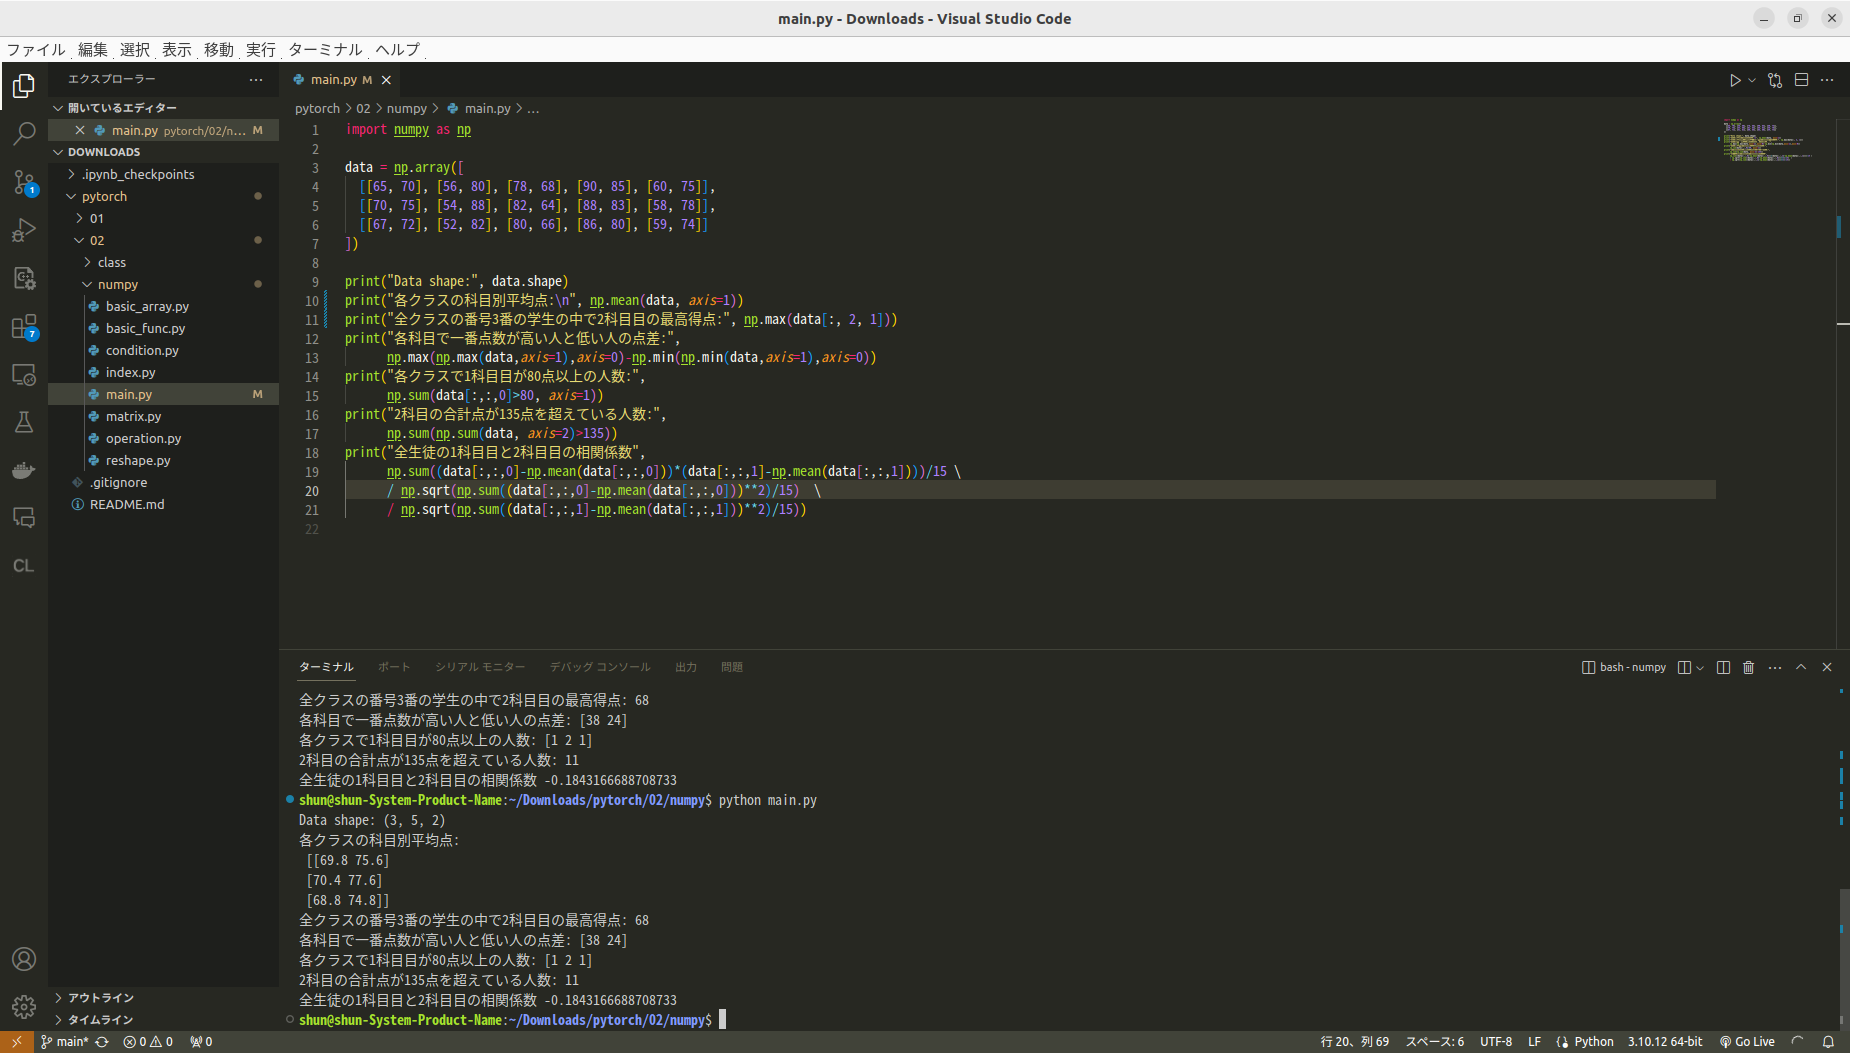 main.py - Downloads - Visual Studio Code
ファイル 編集 選択 表示 移動 実行 ターミナル ヘルプ
エクスプローラー
開いているエディター
main.py pytorch/02/n... M
DOWNLOADS
.ipynb_checkpoints
pytorch
01
02
class
numpy
basic_array.py
basic_func.py
condition.py
index.py
main.py M
matrix.py
operation.py
reshape.py
.gitignore
README.md
アウトライン
タイムライン
1
7
CL
main.py M
pytorch > 02 > numpy > main.py > ...
1 import numpy as np
2
3 data = np.array([
4 [[65, 70], [56, 80], [78, 68], [90, 85], [60, 75]],
5 [[70, 75], [54, 88], [82, 64], [88, 83], [58, 78]],
6 [[67, 72], [52, 82], [80, 66], [86, 80], [59, 74]]
7 ])
8
9 print("Data shape:", data.shape)
10 print("各クラスの科目別平均点:\n", np.mean(data, axis=1))
11 print("全クラスの番号3番の学生の中で2科目目の最高得点:", np.max(data[:, 2, 1]))
12 print("各科目で一番点数が高い人と低い人の点差:",
13 np.max(np.max(data,axis=1),axis=0)-np.min(np.min(data,axis=1),axis=0))
14 print("各クラスで1科目目が80点以上の人数:",
15 np.sum(data[:,:,0]>80, axis=1))
16 print("2科目の合計点が135点を超えている人数:",
17 np.sum(np.sum(data, axis=2)>135))
18 print("全生徒の1科目目と2科目目の相関係数",
19 np.sum((data[:,:,0]-np.mean(data[:,:,0]))*(data[:,:,1]-np.mean(data[:,:,1])))/15 \
20 / np.sqrt(np.sum((data[:,:,0]-np.mean(data[:,:,0]))**2)/15) \
21 / np.sqrt(np.sum((data[:,:,1]-np.mean(data[:,:,1]))**2)/15))
22
ターミナル ポート シリアル モニター デバッグ コンソール 出力 問題
bash - numpy
全クラスの番号3番の学生の中で2科目目の最高得点: 68
各科目で一番点数が高い人と低い人の点差: [38 24]
各クラスで1科目目が80点以上の人数: [1 2 1]
2科目の合計点が135点を超えている人数: 11
全生徒の1科目目と2科目目の相関係数 -0.1843166688708733
shun@shun-System-Product-Name:~/Downloads/pytorch/02/numpy$ python main.py
Data shape: (3, 5, 2)
各クラスの科目別平均点:
[[69.8 75.6]
[70.4 77.6]
[68.8 74.8]]
全クラスの番号3番の学生の中で2科目目の最高得点: 68
各科目で一番点数が高い人と低い人の点差: [38 24]
各クラスで1科目目が80点以上の人数: [1 2 1]
2科目の合計点が135点を超えている人数: 11
全生徒の1科目目と2科目目の相関係数 -0.1843166688708733
shun@shun-System-Product-Name:~/Downloads/pytorch/02/numpy$
main* 0 0 0 行 20、列 69 スペース: 6 UTF-8 LF Python 3.10.12 64-bit Go Live